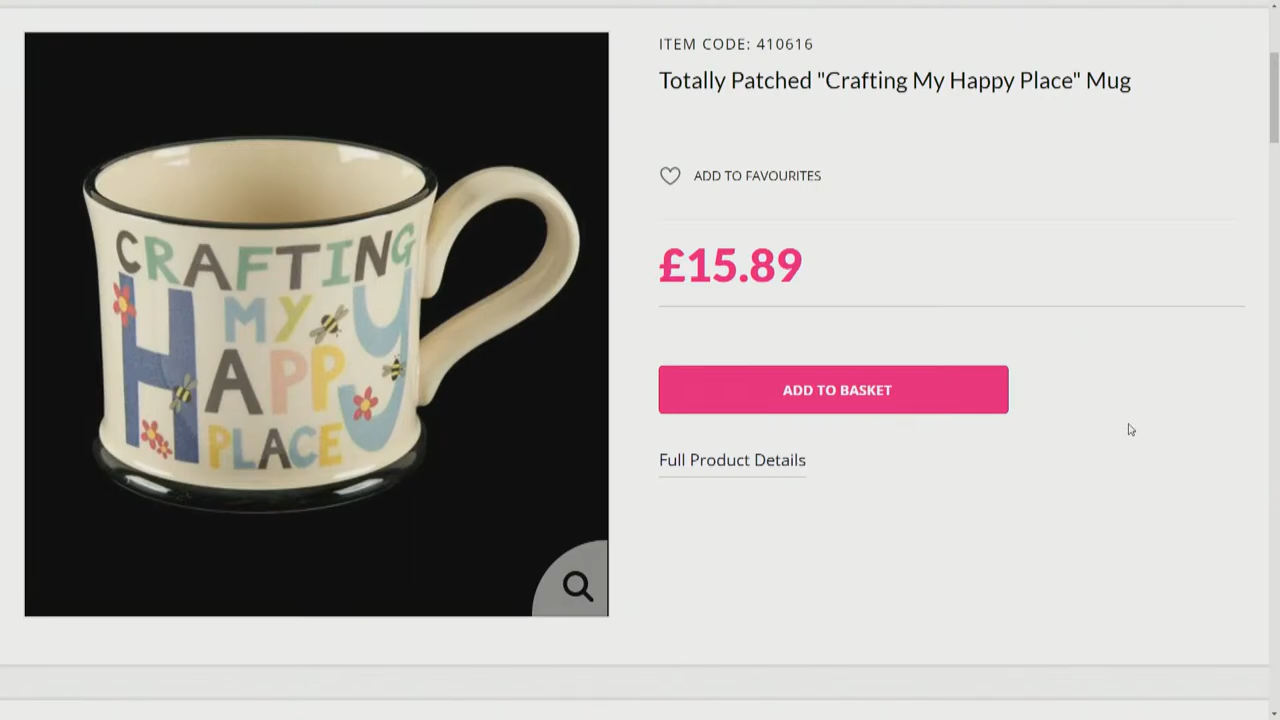 CRAFTING
MY
HAPPY
PLACE
ITEM CODE: 410616
Totally Patched "Crafting My Happy Place" Mug
ADD TO FAVOURITES
£15.89
ADD TO BASKET
Full Product Details